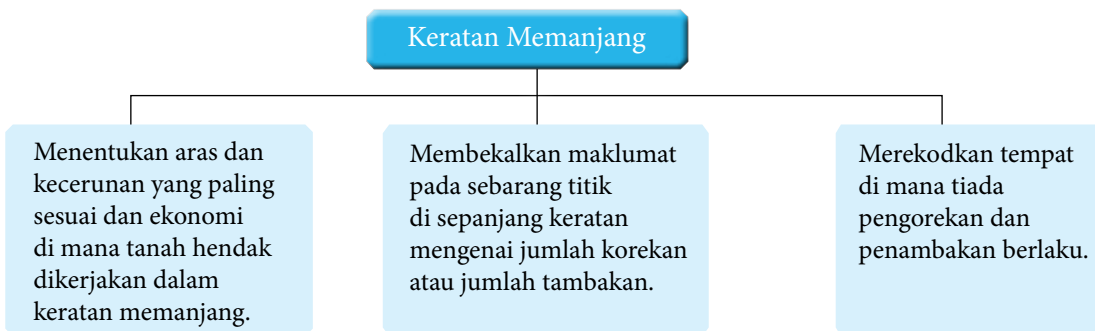 Keratan Memanjang
Menentukan aras dan
kecerunan yang paling
sesuai dan ekonomi
di mana tanah hendak
dikerjakan dalam
keratan memanjang.
Membekalkan maklumat
pada sebarang titik
di sepanjang keratan
mengenai jumlah korekan
atau jumlah tambakan.
Merekodkan tempat
di mana tiada
pengorekan dan
penambakan berlaku.